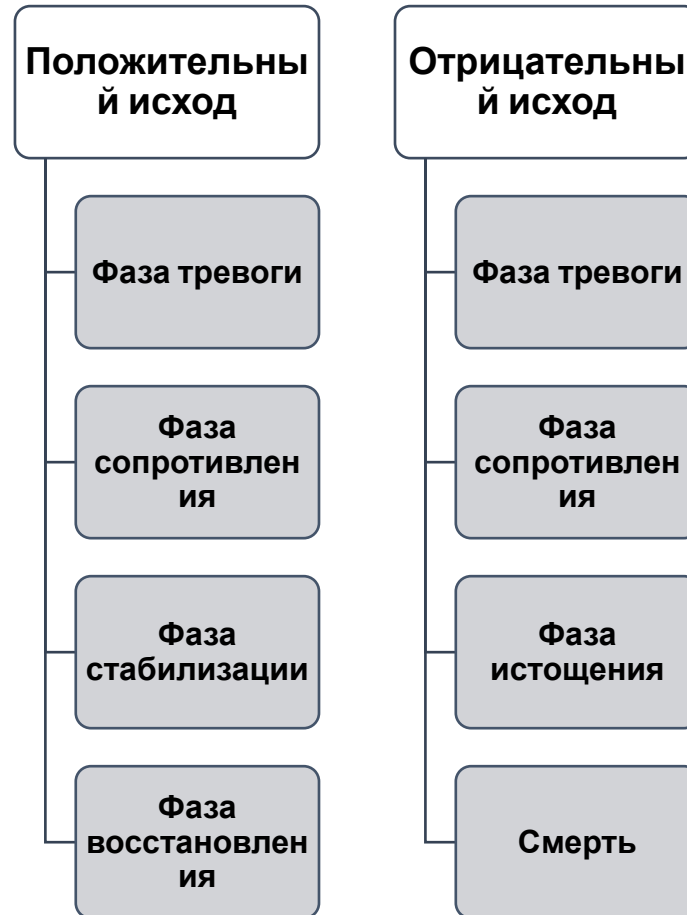 Положительны
й исход
Фаза тревоги
Фаза
сопротивлен
ия
Фаза
стабилизации
Фаза
восстановлен
ия
Отрицательны
й исход
Фаза тревоги
Фаза
сопротивлен
ия
Фаза
истощения
Смерть